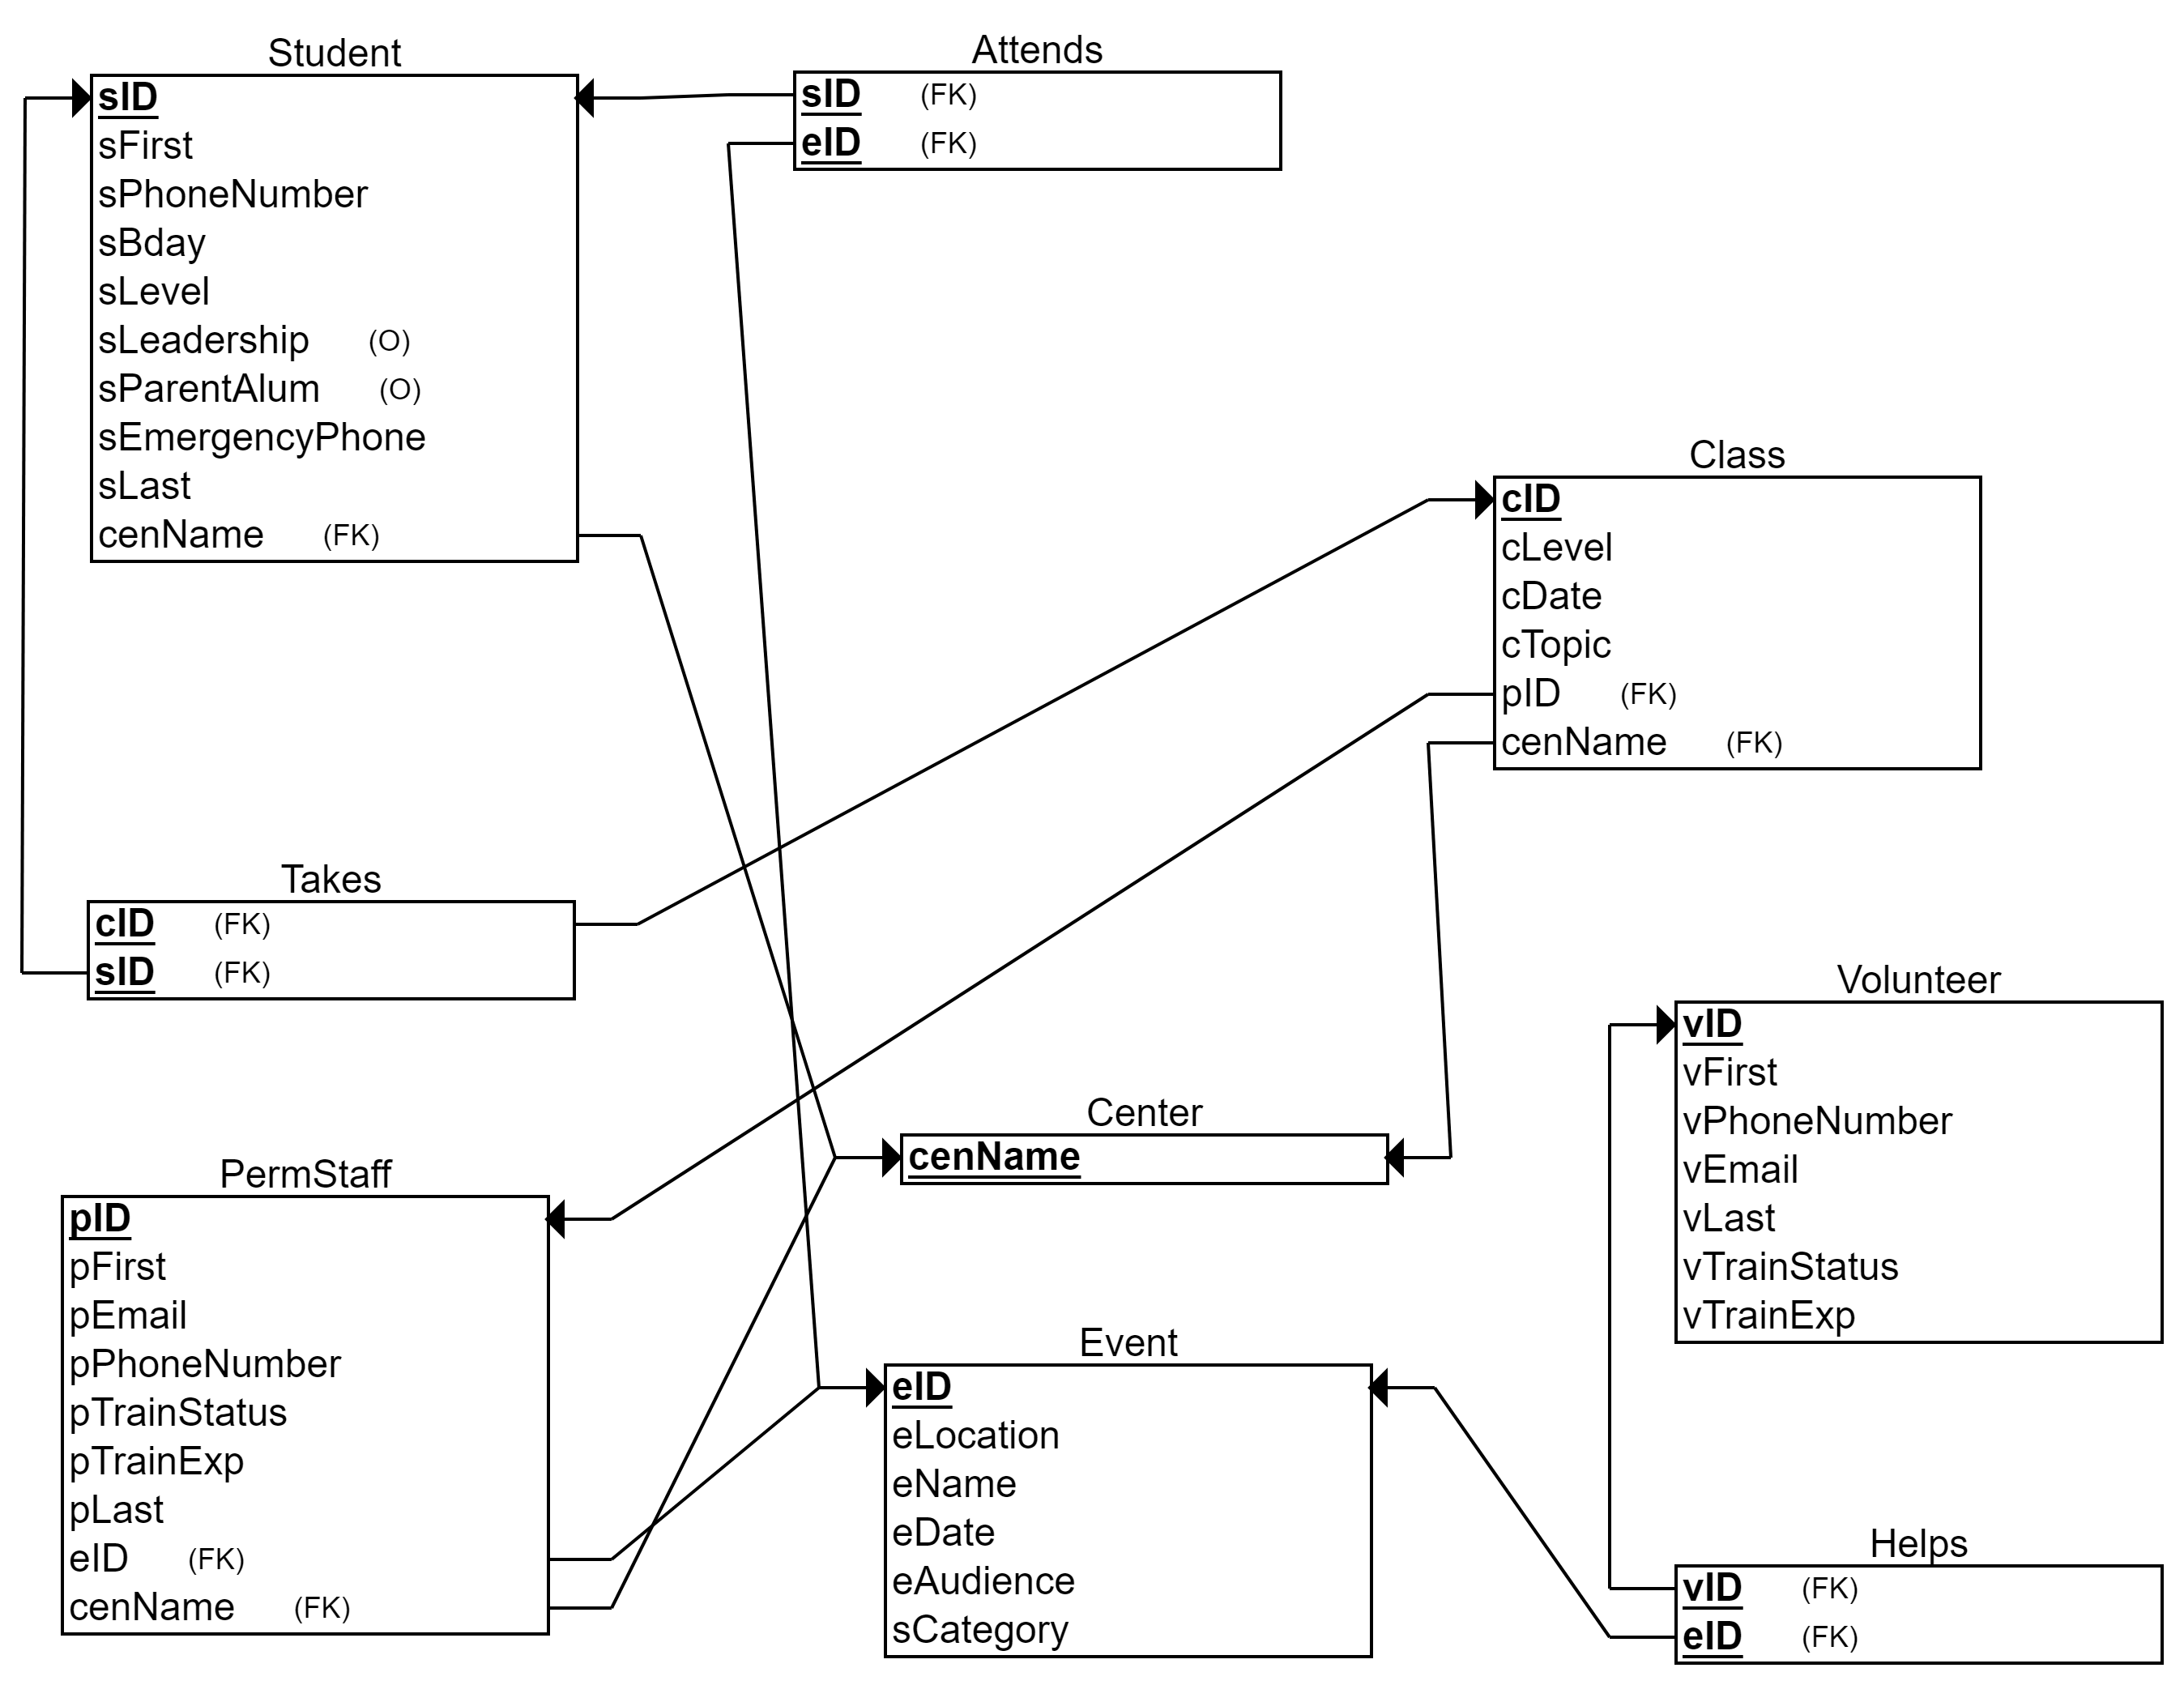 Student
sID
sFirst
sPhoneNumber
sBday
sLevel
sLeadership (O)
sParentAlum (O)
sEmergencyPhone
sLast
cenName (FK)
Attends
sID (FK)
eID (FK)
Class
cID
cLevel
cDate
cTopic
pID (FK)
cenName (FK)
Takes
cID (FK)
sID (FK)
Volunteer
vID
vFirst
vPhoneNumber
vEmail
vLast
vTrainStatus
vTrainExp
Center
cenName
PermStaff
pID
pFirst
pEmail
pPhoneNumber
pTrainStatus
pTrainExp
pLast
eID (FK)
cenName (FK)
Event
eID
eLocation
eName
eDate
eAudience
sCategory
Helps
vID (FK)
eID (FK)